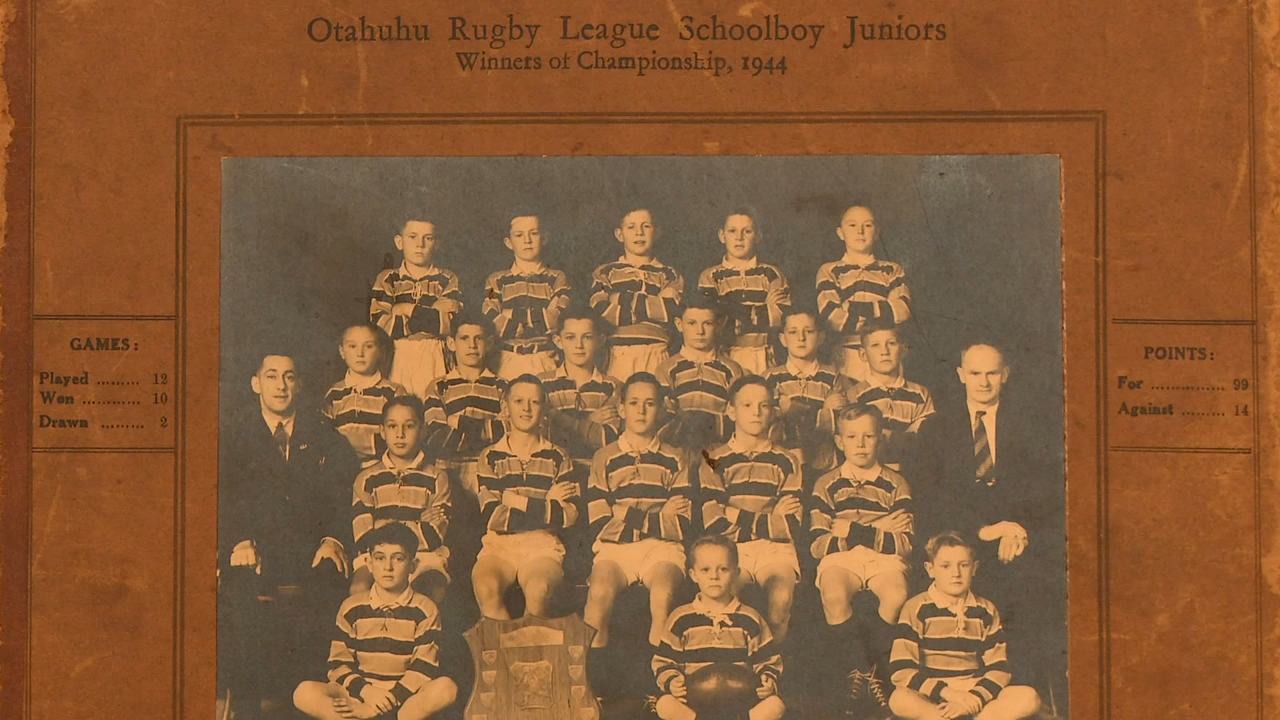 Otahuhu Rugby League Schoolboy Juniors
Winners of Championship, 1944
GAMES:
Played ......... 12
Won ............ 10
Drawn ......... 2
POINTS:
For ............... 99
Against ......... 14